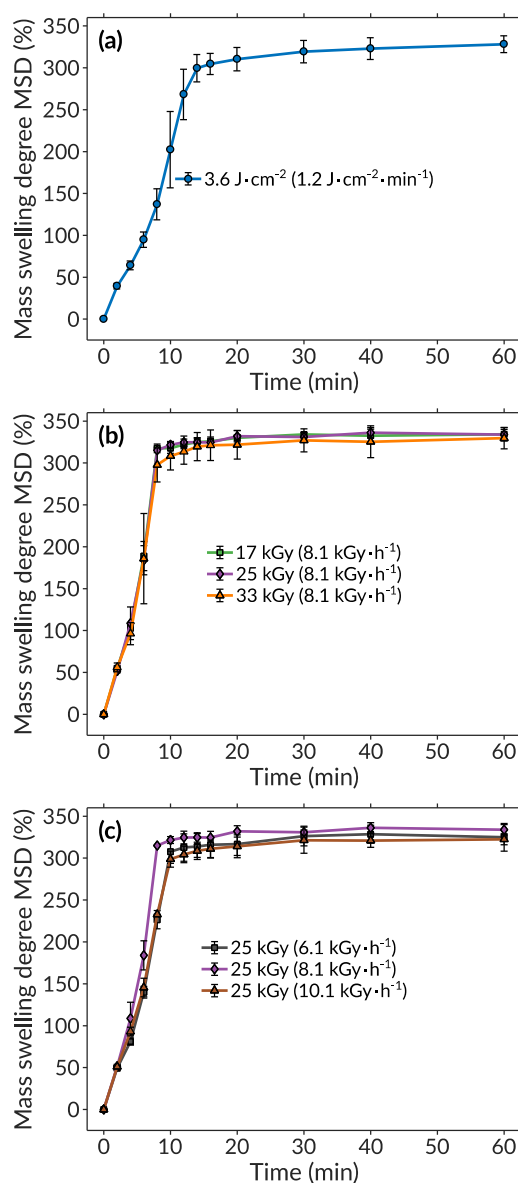 (a)
Mass swelling degree MSD (%)
350
300
250
200
150
100
50
0
3.6 J·cm⁻² (1.2 J·cm⁻²·min⁻¹)
0 10 20 30 40 50 60
Time (min)
(b)
Mass swelling degree MSD (%)
350
300
250
200
150
100
50
0
17 kGy (8.1 kGy·h⁻¹)
25 kGy (8.1 kGy·h⁻¹)
33 kGy (8.1 kGy·h⁻¹)
0 10 20 30 40 50 60
Time (min)
(c)
Mass swelling degree MSD (%)
350
300
250
200
150
100
50
0
25 kGy (6.1 kGy·h⁻¹)
25 kGy (8.1 kGy·h⁻¹)
25 kGy (10.1 kGy·h⁻¹)
0 10 20 30 40 50 60
Time (min)